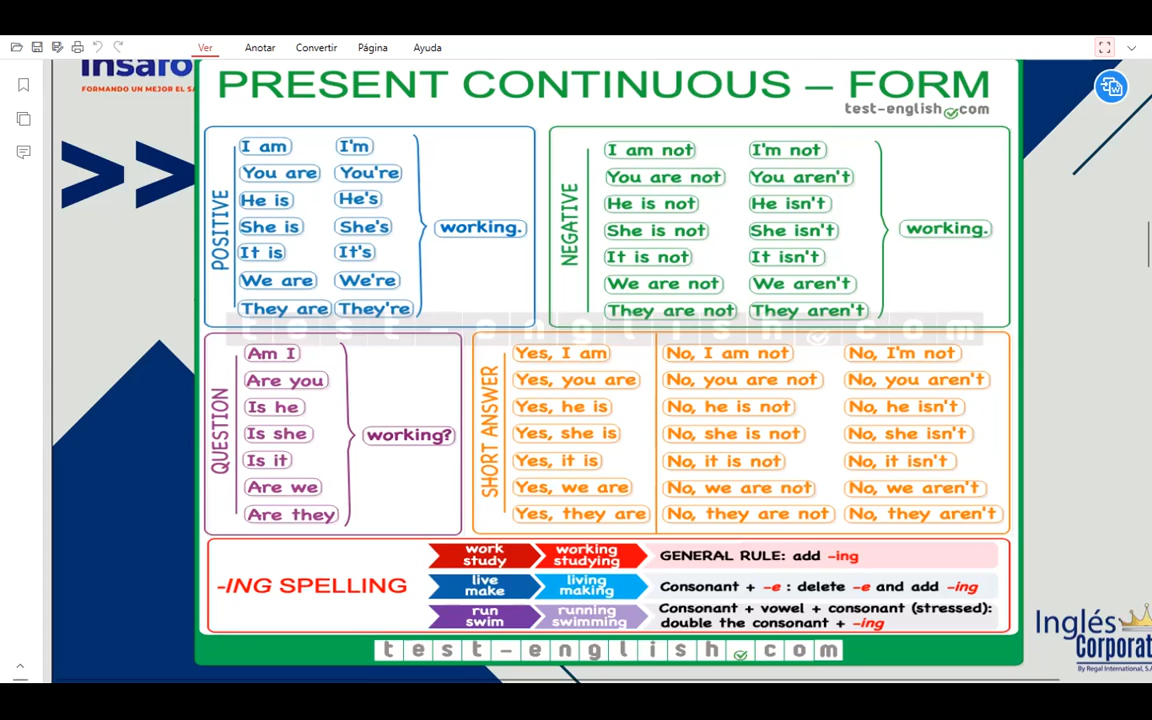 Ver Anotar Convertir Página Ayuda
Insafo
FORMANDO UN MEJOR EL SA
PRESENT CONTINUOUS – FORM
test-english.com
POSITIVE
I am I'm
You are You're
He is He's
She is She's
It is It's
We are We're
They are They're
working.
NEGATIVE
I am not I'm not
You are not You aren't
He is not He isn't
She is not She isn't
It is not It isn't
We are not We aren't
They are not They aren't
working.
test-english.com
QUESTION
Am I
Are you
Is he
Is she
Is it
Are we
Are they
working?
SHORT ANSWER
Yes, I am No, I am not No, I'm not
Yes, you are No, you are not No, you aren't
Yes, he is No, he is not No, he isn't
Yes, she is No, she is not No, she isn't
Yes, it is No, it is not No, it isn't
Yes, we are No, we are not No, we aren't
Yes, they are No, they are not No, they aren't
-ING SPELLING
work working
study studying
GENERAL RULE: add -ing
live living
make making
Consonant + -e : delete -e and add -ing
run running
swim swimming
Consonant + vowel + consonant (stressed):
double the consonant + -ing
test-english.com
Inglés
Corporat
By Regal International, S.A